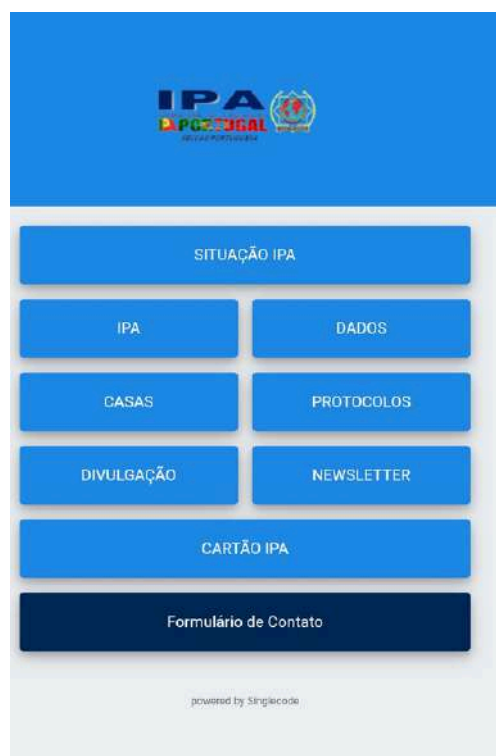 IPA
PORTUGAL
SITUAÇÃO IPA
IPA
DADOS
CASAS
PROTOCOLOS
DIVULGAÇÃO
NEWSLETTER
CARTÃO IPA
Formulário de Contato
powered by Singlecode